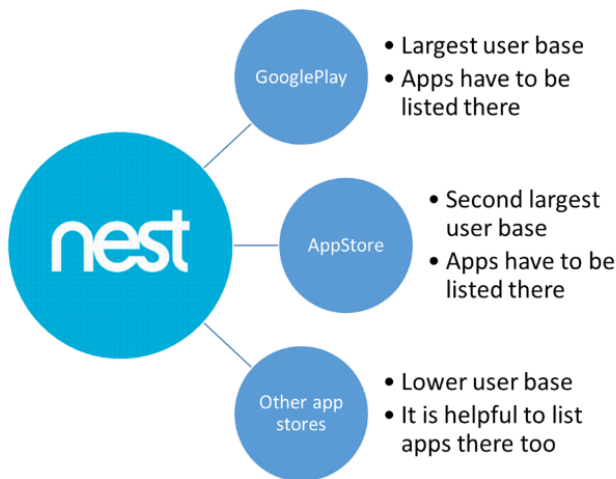 nest
GooglePlay
• Largest user base
• Apps have to be
listed there
AppStore
• Second largest
user base
• Apps have to be
listed there
Other app
stores
• Lower user base
• It is helpful to list
apps there too